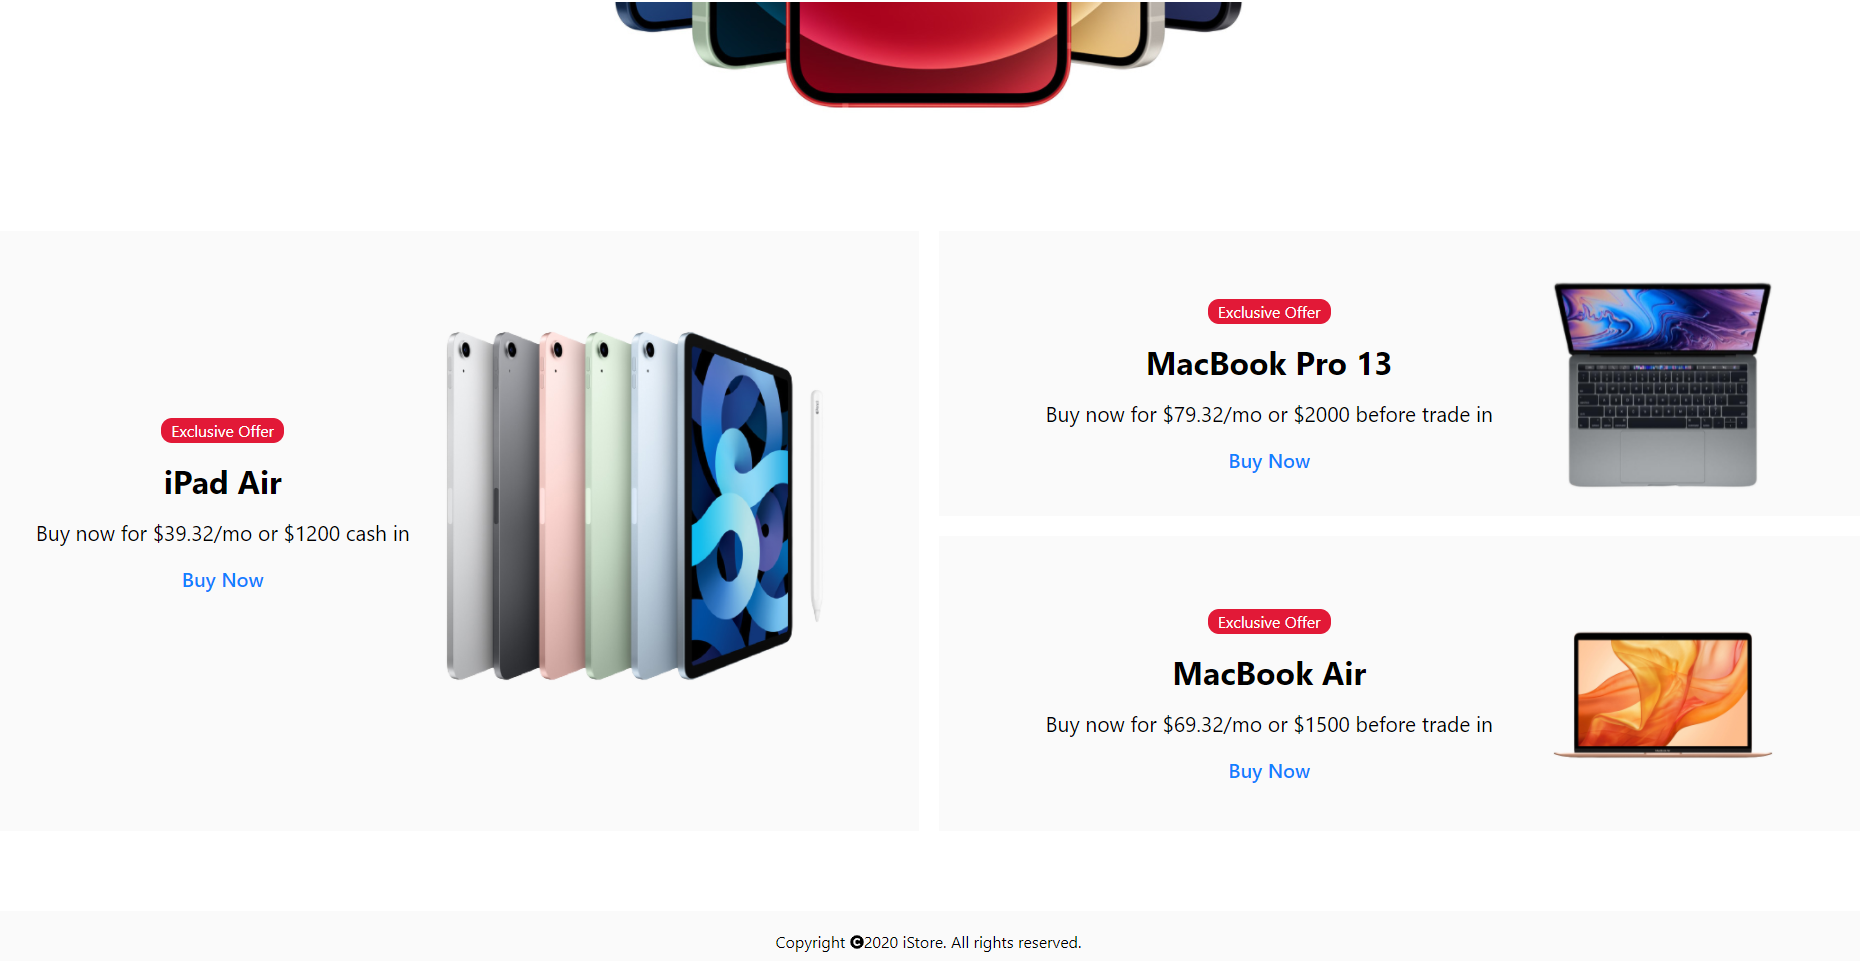 Exclusive Offer
iPad Air
Buy now for $39.32/mo or $1200 cash in
Buy Now
Exclusive Offer
MacBook Pro 13
Buy now for $79.32/mo or $2000 before trade in
Buy Now
Exclusive Offer
MacBook Air
Buy now for $69.32/mo or $1500 before trade in
Buy Now
Copyright ©2020 iStore. All rights reserved.